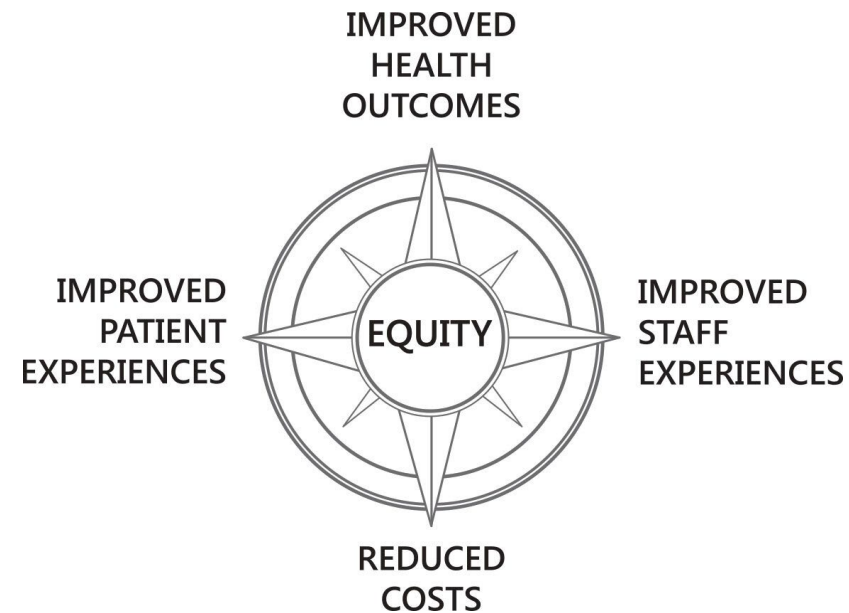 IMPROVED
HEALTH
OUTCOMES
IMPROVED
PATIENT
EXPERIENCES
EQUITY
IMPROVED
STAFF
EXPERIENCES
REDUCED
COSTS